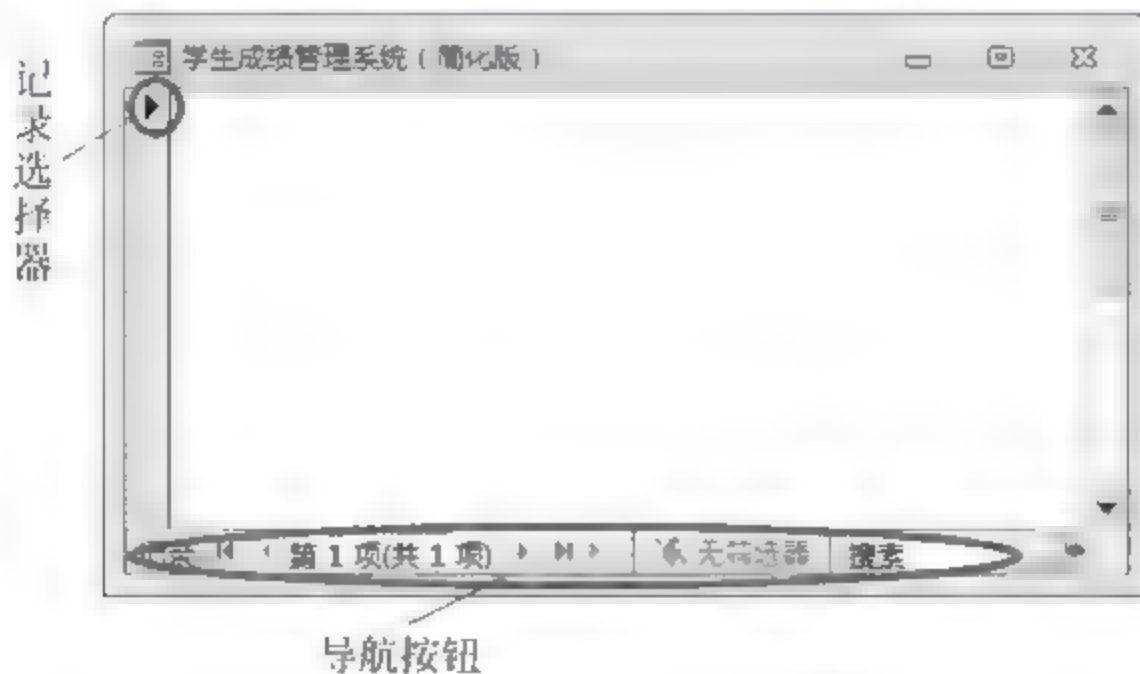 学生成绩管理系统(简化版)
记录选择器
第 1 项(共 1 项)
无筛选器
搜索
导航按钮